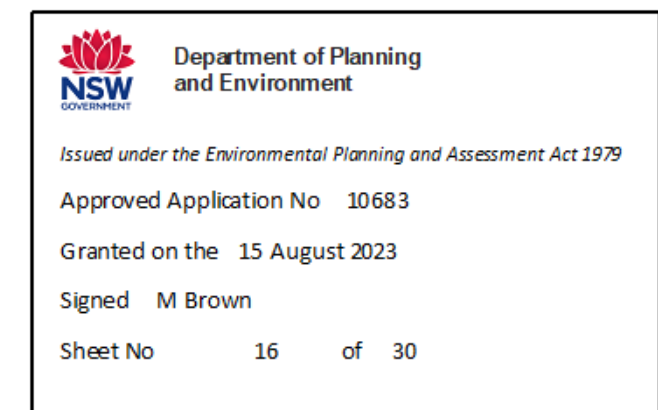 NSW
GOVERNMENT
Department of Planning
and Environment
Issued under the Environmental Planning and Assessment Act 1979
Approved Application No 10683
Granted on the 15 August 2023
Signed M Brown
Sheet No 16 of 30